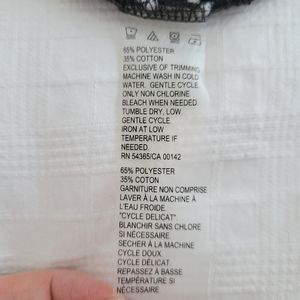 65% POLYESTER
35% COTTON
EXCLUSIVE OF TRIMMING
MACHINE WASH IN COLD
WATER. GENTLE CYCLE
ONLY NON CHLORINE
BLEACH WHEN NEEDED.
TUMBLE DRY, LOW.
GENTLE CYCLE
IRON AT LOW
TEMPERATURE IF
NEEDED.
RN 54365/CA 00142
65% POLYESTER
35% COTON
GARNITURE NON COMPRISE
LAVER À LA MACHINE À
L'EAU FROIDE
"CYCLE DELICAT"
BLANCHIR SANS CHLORE
SI NÉCESSAIRE
SECHER À LA MACHINE
CYCLE DOUX
CYCLE DÉLICAT
REPASSEZ À BASSE
TEMPÉRATURE SI
NÉCESSAIRE.